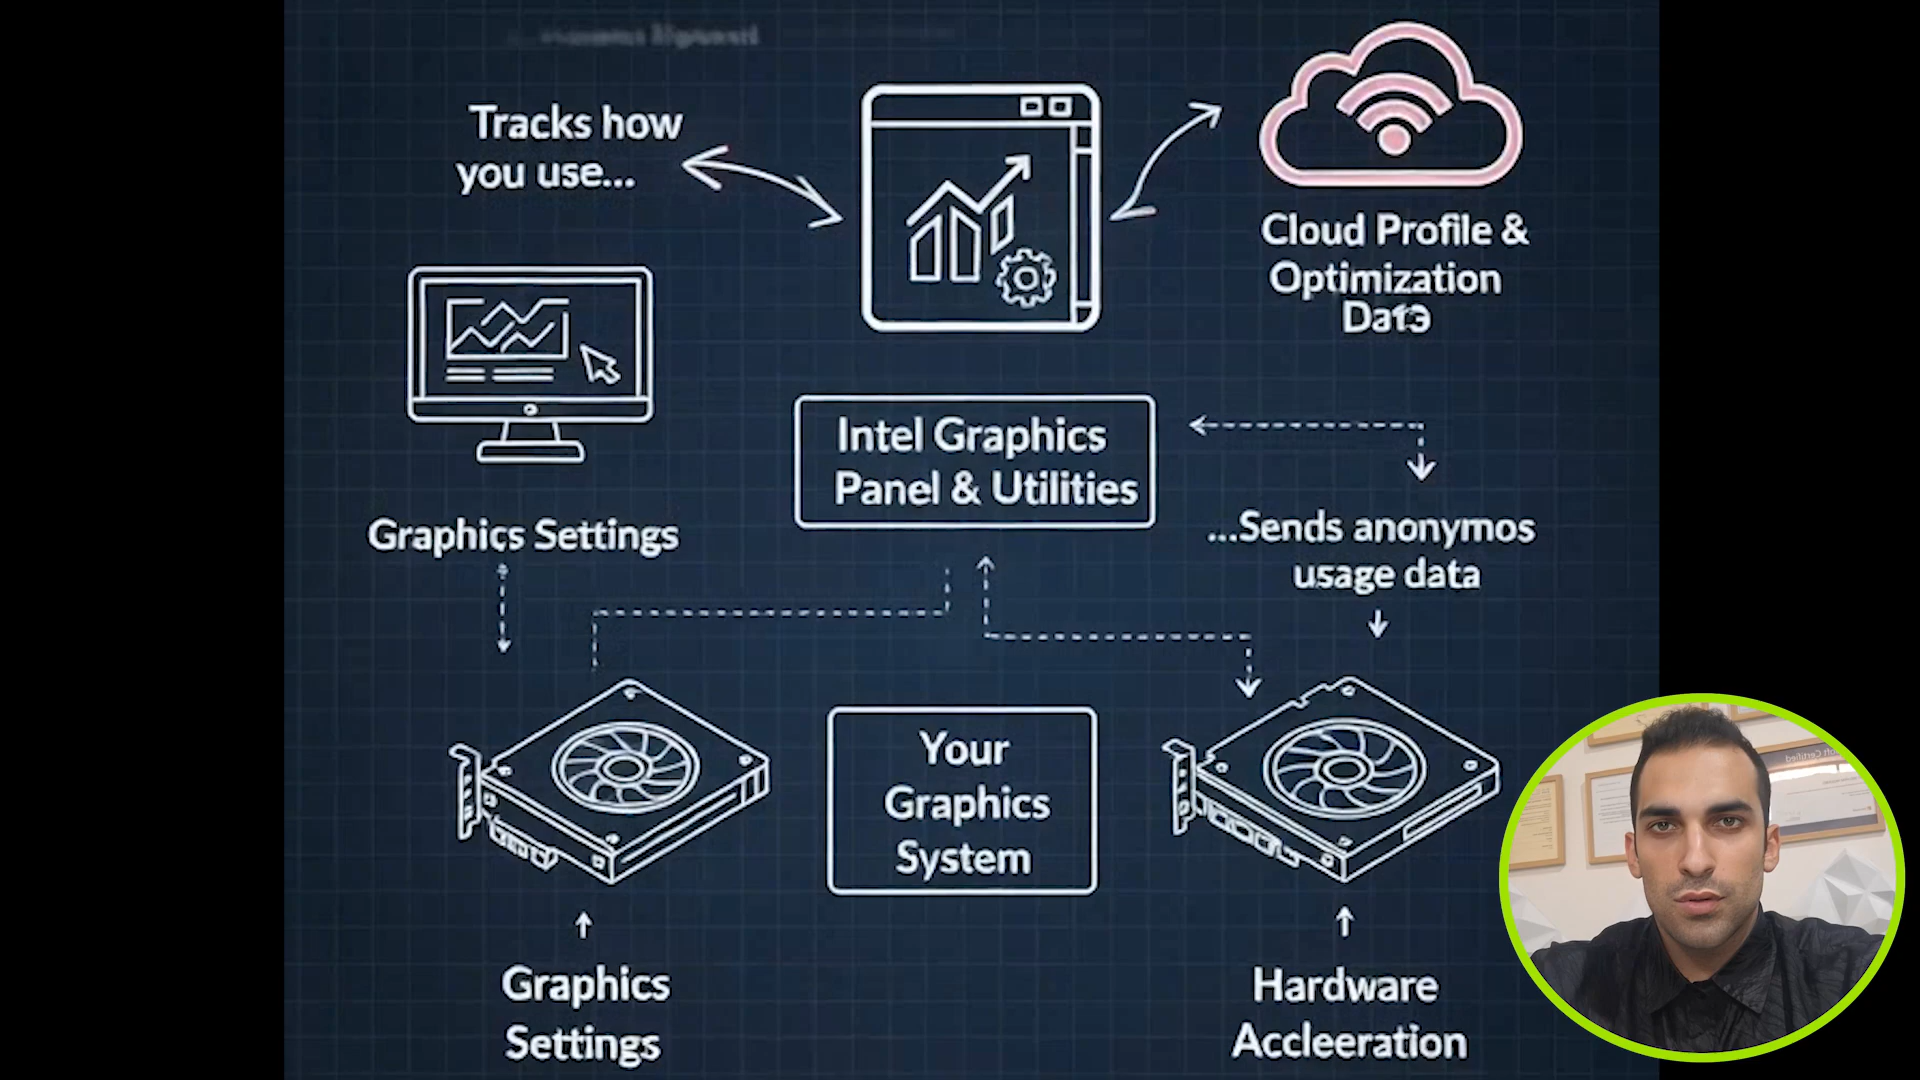 Tracks how
you use...
Cloud Profile &
Optimization
Data
Intel Graphics
Panel & Utilities
Graphics Settings
...Sends anonymos
usage data
Your
Graphics
System
Graphics
Settings
Hardware
Accleeration